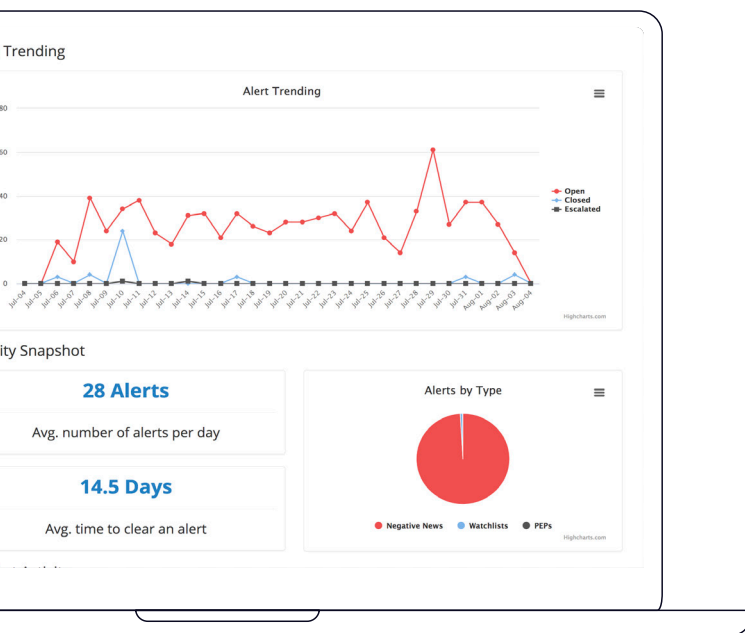 Trending
Alert Trending
80
60
40
20
0
Open
Closed
Escalated
Jul-04 Jul-05 Jul-06 Jul-07 Jul-08 Jul-09 Jul-10 Jul-11 Jul-12 Jul-13 Jul-14 Jul-15 Jul-16 Jul-17 Jul-18 Jul-19 Jul-20 Jul-21 Jul-22 Jul-23 Jul-24 Jul-25 Jul-26 Jul-27 Jul-28 Jul-29 Jul-30 Jul-31 Aug-01 Aug-02 Aug-03 Aug-04
Highcharts.com
ity Snapshot
28 Alerts
Avg. number of alerts per day
14.5 Days
Avg. time to clear an alert
Alerts by Type
Negative News Watchlists PEPs
Highcharts.com